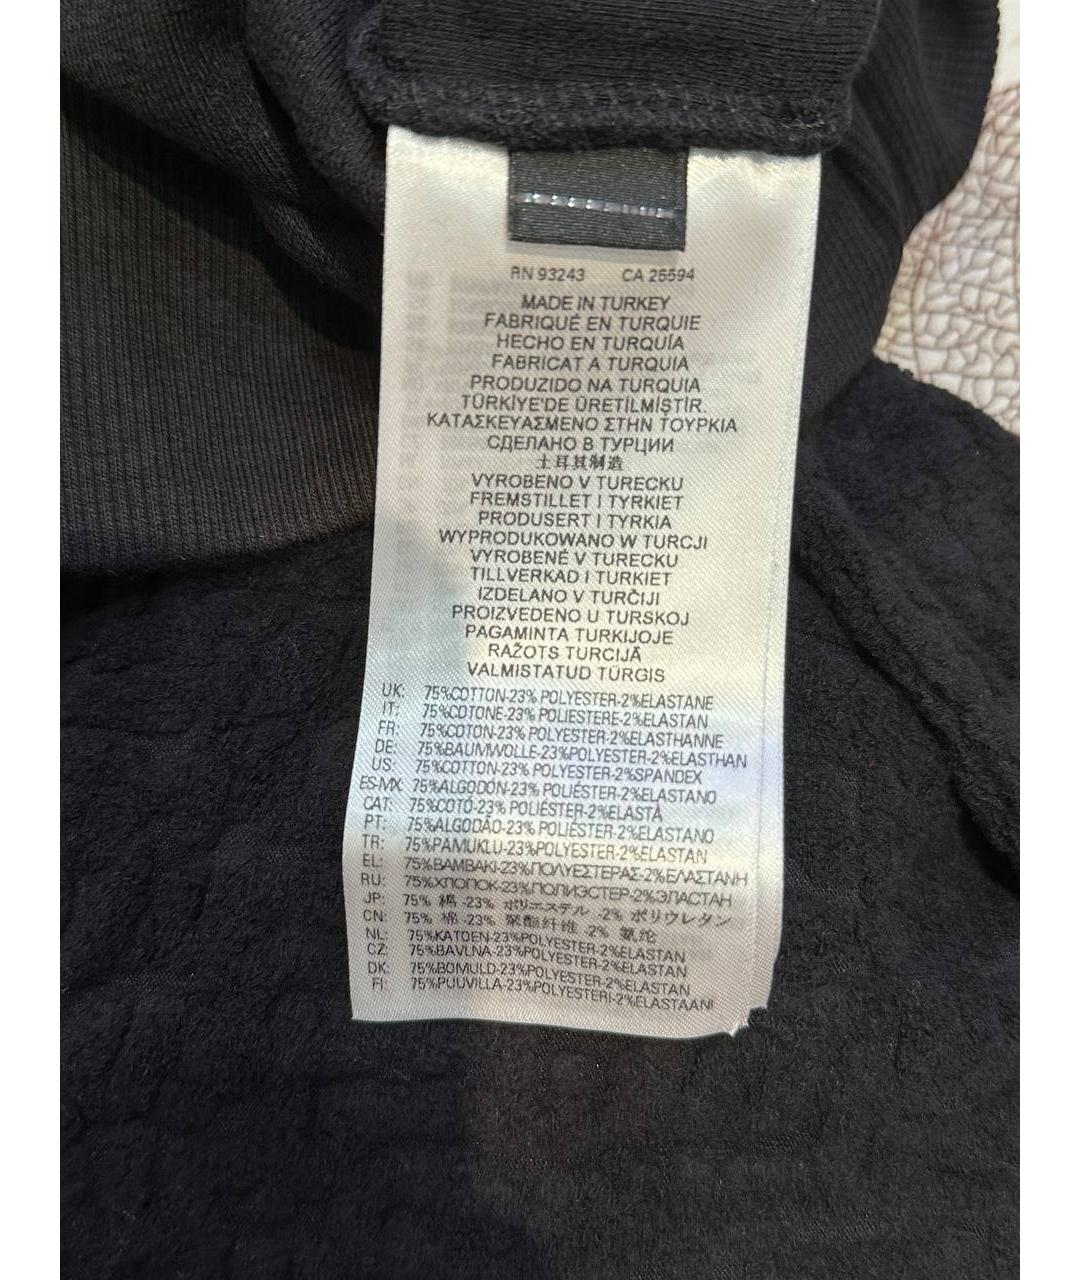 RN 93243 CA 25594
MADE IN TURKEY
FABRIQUÉ EN TURQUIE
HECHO EN TURQUÍA
FABRICAT A TURQUIA
PRODUZIDO NA TURQUIA
TÜRKİYE'DE ÜRETİLMİŞTİR.
ΚΑΤΑΣΚΕΥΑΣΜΕΝΟ ΣΤΗΝ ΤΟΥΡΚΙΑ
СДЕЛАНО В ТУРЦИИ
土耳其制造
VYROBENO V TURECKU
FREMSTILLET I TYRKIET
PRODUSERT I TYRKIA
WYPRODUKOWANO W TURCJI
VYROBENÉ V TURECKU
TILLVERKAD I TURKIET
IZDELANO V TURČIJI
PROIZVEDENO U TURSKOJ
PAGAMINTA TURKIJOJE
RAŽOTS TURCIJĀ
VALMISTATUD TÜRGIS
UK: 75%COTTON-23% POLYESTER-2%ELASTANE
IT: 75%COTONE-23% POLIESTERE-2%ELASTAN
FR: 75%COTON-23% POLYESTER-2%ELASTHANNE
DE: 75%BAUMWOLLE-23%POLYESTER-2%ELASTHAN
US: 75%COTTON-23% POLYESTER-2%SPANDEX
ES-MX: 75%ALGODÓN-23% POLIÉSTER-2%ELASTANO
CAT: 75%COTÓ-23% POLIÉSTER-2%ELASTÀ
PT: 75%ALGODÃO-23% POLIÉSTER-2%ELASTANO
TR: 75%PAMUKLU-23%POLYESTER-2%ELASTAN
EL: 75%ΒΑΜΒΑΚΙ-23%ΠΟΛΥΕΣΤΕΡΑΣ-2%ΕΛΑΣΤΑΝΗ
RU: 75%ХЛОПОК-23%ПОЛИЭСТЕР-2%ЭЛАСТАН
JP: 75% 綿 -23% ポリエステル -2% ポリウレタン
CN: 75% 棉 -23% 聚酯纤维 -2% 氨纶
NL: 75%KATOEN-23%POLYESTER-2%ELASTAN
CZ: 75%BAVLNA-23%POLYESTER-2%ELASTAN
DK: 75%BOMULD-23%POLYESTER-2%ELASTAN
FI: 75%PUUVILLA-23%POLYESTERI-2%ELASTAANI